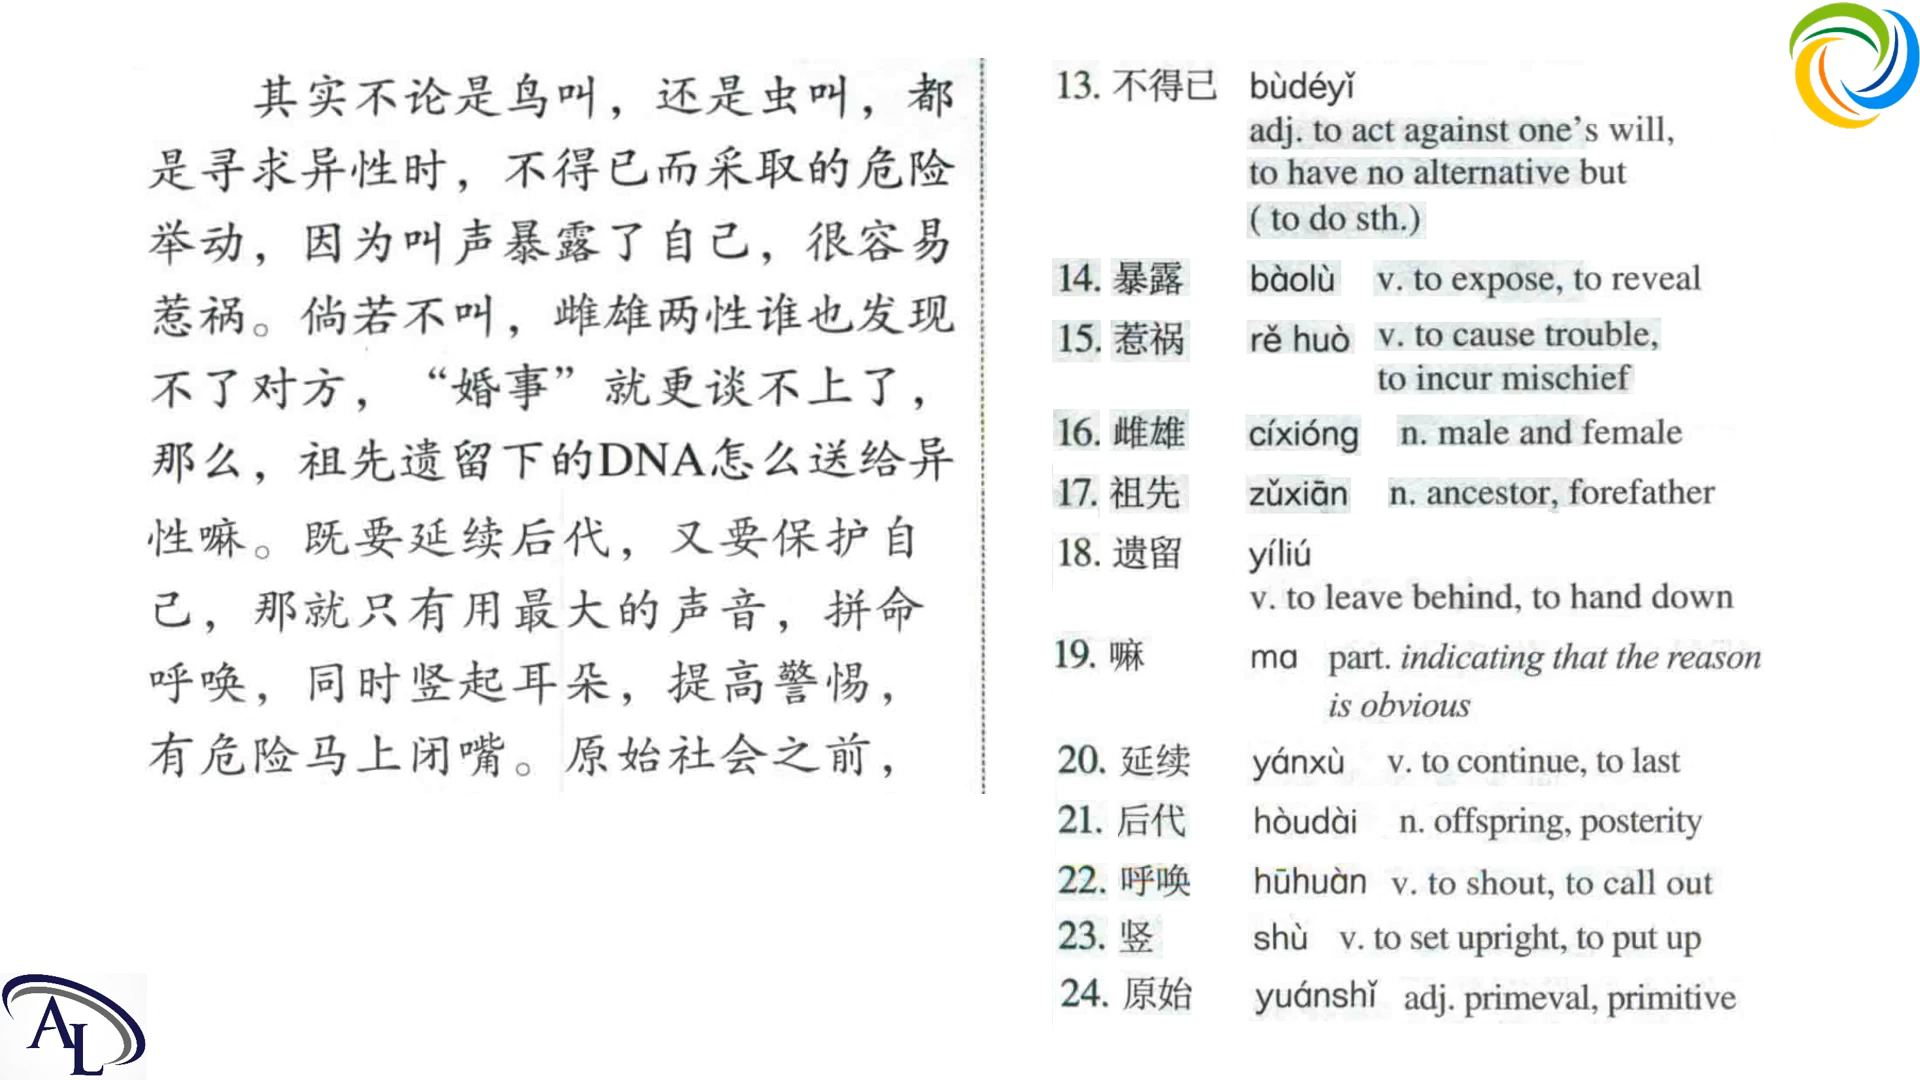 其实不论是鸟叫，还是虫叫，都
是寻求异性时，不得已而采取的危险
举动，因为叫声暴露了自己，很容易
惹祸。倘若不叫，雌雄两性谁也发现
不了对方，“婚事”就更谈不上了，
那么，祖先遗留下的DNA怎么送给异
性嘛。既要延续后代，又要保护自
己，那就只有用最大的声音，拼命
呼唤，同时竖起耳朵，提高警惕，
有危险马上闭嘴。原始社会之前，
13. 不得已 bùdéyǐ
adj. to act against one’s will,
to have no alternative but
( to do sth.)
14. 暴露 bàolù v. to expose, to reveal
15. 惹祸 rě huò v. to cause trouble,
to incur mischief
16. 雌雄 cíxióng n. male and female
17. 祖先 zǔxiān n. ancestor, forefather
18. 遗留 yíliú
v. to leave behind, to hand down
19. 嘛 ma part. indicating that the reason
is obvious
20. 延续 yánxù v. to continue, to last
21. 后代 hòudài n. offspring, posterity
22. 呼唤 hūhuàn v. to shout, to call out
23. 竖 shù v. to set upright, to put up
24. 原始 yuánshǐ adj. primeval, primitive
AL